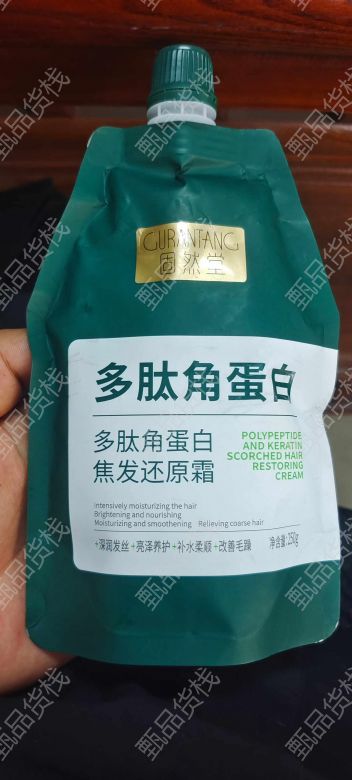 GURANTANG
固然堂
多肽角蛋白
多肽角蛋白
焦发还原霜
POLYPEPTIDE
AND KERATIN
SCORCHED HAIR
RESTORING
CREAM
Intensively moisturizing the hair
Brightening and nourishing
Moisturizing and smoothening Relieving coarse hair
+深润发丝+亮泽养护+补水柔顺+改善毛躁
净含量:250g
甄品货栈